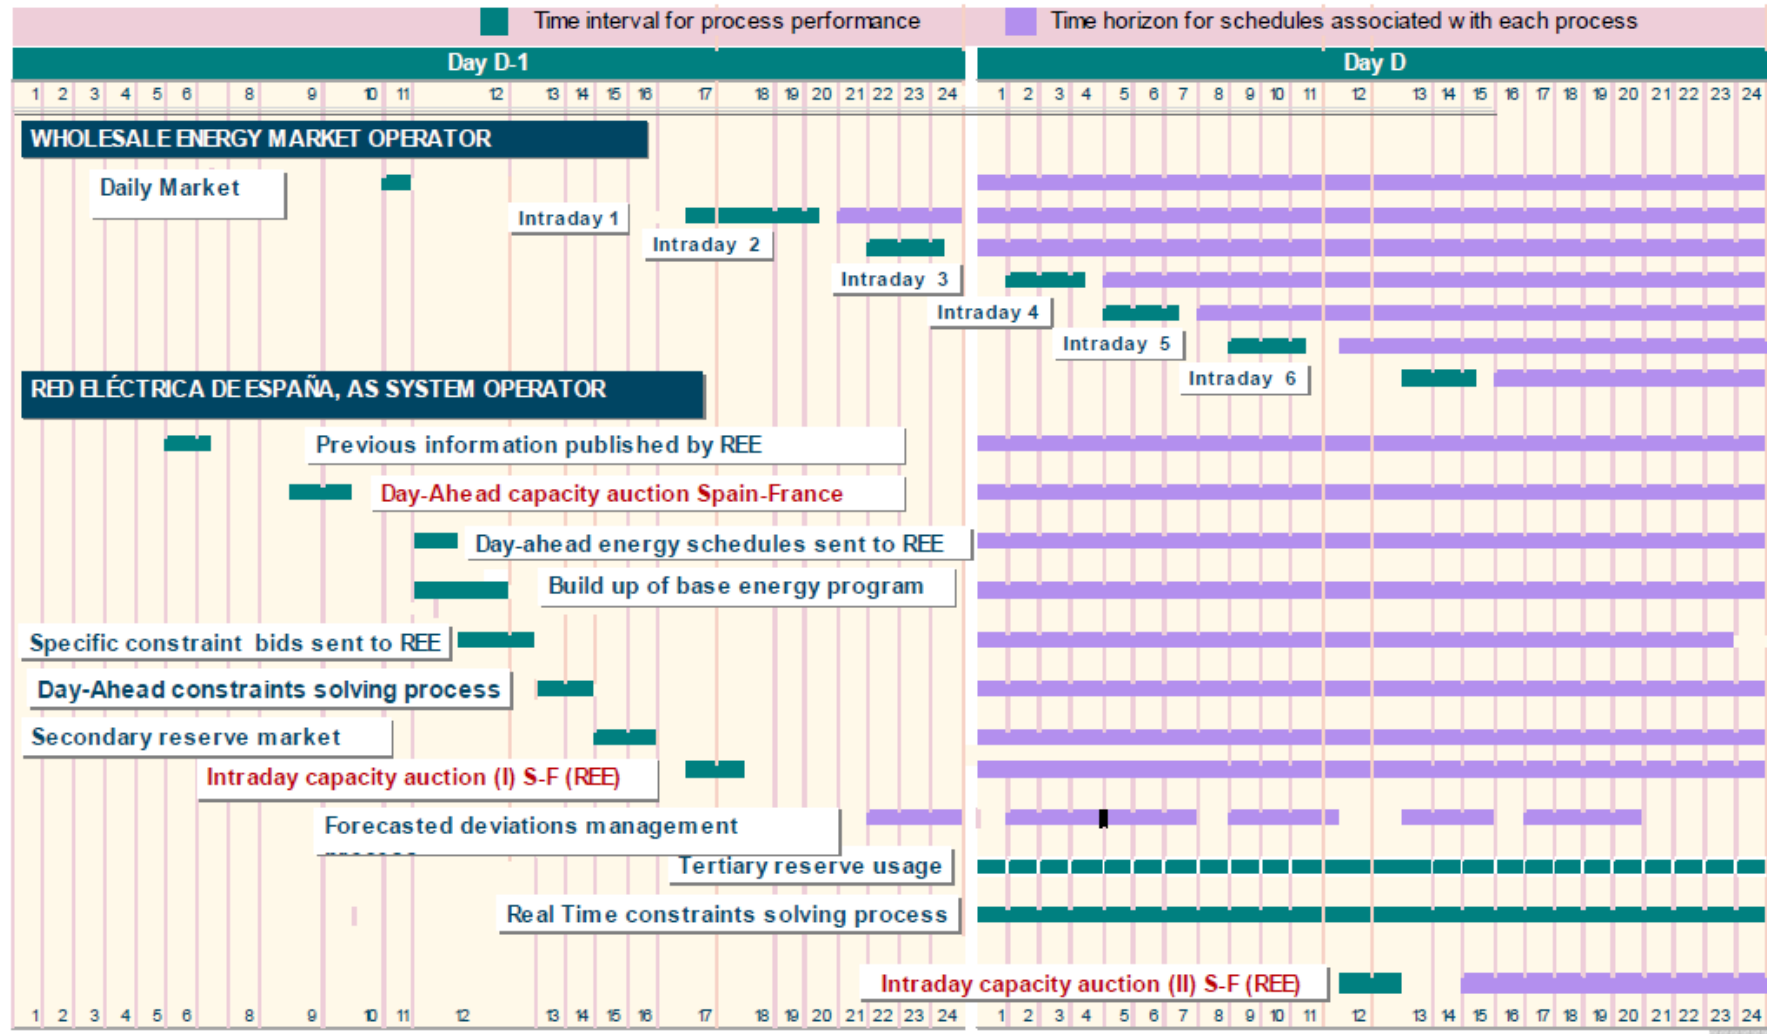 Time interval for process performance Time horizon for schedules associated with each process
Day D-1 Day D
1 2 3 4 5 6 8 9 10 11 12 13 14 15 16 17 18 19 20 21 22 23 24 1 2 3 4 5 6 7 8 9 10 11 12 13 14 15 16 17 18 19 20 21 22 23 24
WHOLESALE ENERGY MARKET OPERATOR
Daily Market
Intraday 1
Intraday 2
Intraday 3
Intraday 4
Intraday 5
Intraday 6
RED ELÉCTRICA DE ESPAÑA, AS SYSTEM OPERATOR
Previous information published by REE
Day-Ahead capacity auction Spain-France
Day-ahead energy schedules sent to REE
Build up of base energy program
Specific constraint bids sent to REE
Day-Ahead constraints solving process
Secondary reserve market
Intraday capacity auction (I) S-F (REE)
Forecasted deviations management
Tertiary reserve usage
Real Time constraints solving process
Intraday capacity auction (II) S-F (REE)
1 2 3 4 5 6 8 9 10 11 12 13 14 15 16 17 18 19 20 21 22 23 24 1 2 3 4 5 6 7 8 9 10 11 12 13 14 15 16 17 18 19 20 21 22 23 24